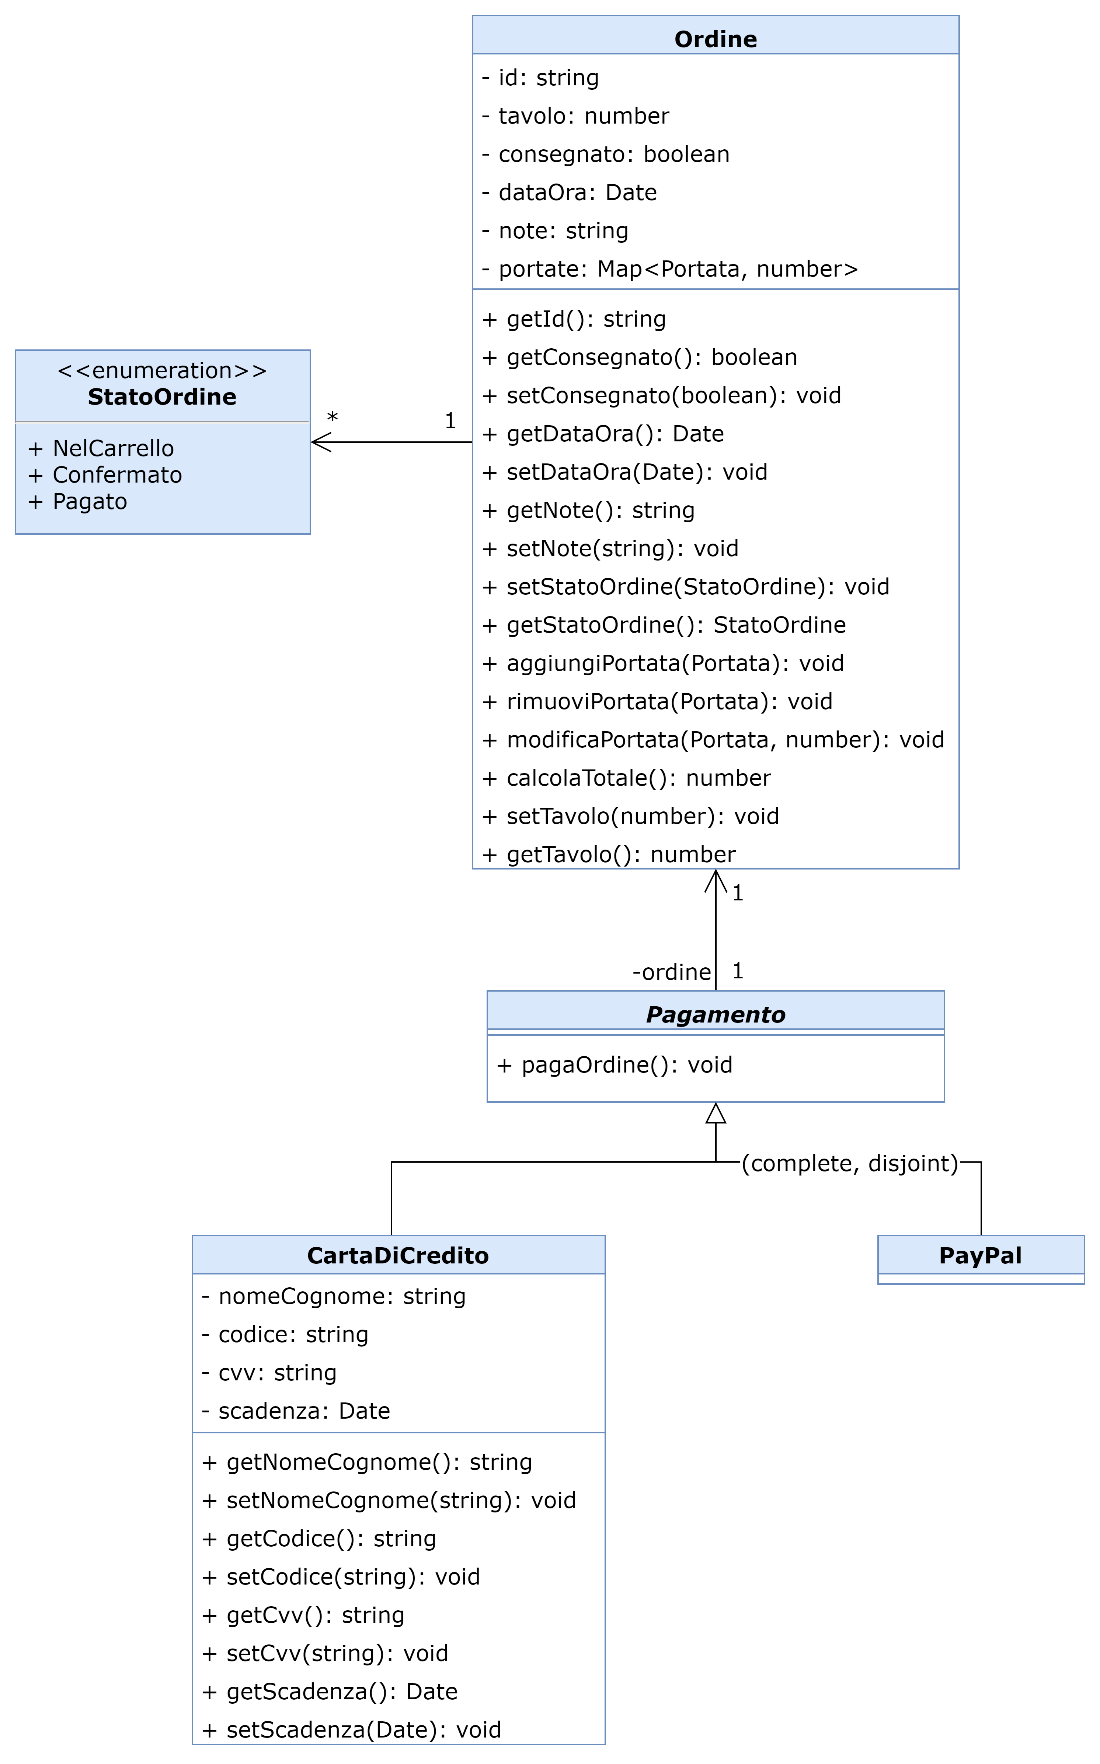 Ordine
- id: string
- tavolo: number
- consegnato: boolean
- dataOra: Date
- note: string
- portate: Map<Portata, number>
+ getId(): string
+ getConsegnato(): boolean
+ setConsegnato(boolean): void
+ getDataOra(): Date
+ setDataOra(Date): void
+ getNote(): string
+ setNote(string): void
+ setStatoOrdine(StatoOrdine): void
+ getStatoOrdine(): StatoOrdine
+ aggiungiPortata(Portata): void
+ rimuoviPortata(Portata): void
+ modificaPortata(Portata, number): void
+ calcolaTotale(): number
+ setTavolo(number): void
+ getTavolo(): number
<<enumeration>>
StatoOrdine
+ NelCarrello
+ Confermato
+ Pagato
*
1
1
-ordine
1
Pagamento
+ pagaOrdine(): void
(complete, disjoint)
CartaDiCredito
- nomeCognome: string
- codice: string
- cvv: string
- scadenza: Date
+ getNomeCognome(): string
+ setNomeCognome(string): void
+ getCodice(): string
+ setCodice(string): void
+ getCvv(): string
+ setCvv(string): void
+ getScadenza(): Date
+ setScadenza(Date): void
PayPal